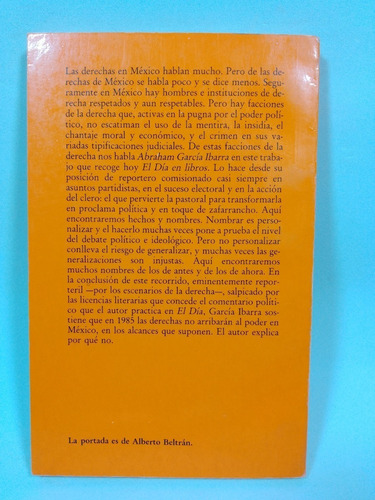 Las derechas en México hablan mucho. Pero de las de-
rechas de México se habla poco y se dice menos. Segu-
ramente en México hay hombres e instituciones de de-
recha respetados y aun respetables. Pero hay facciones
de la derecha que, activas en la pugna por el poder polí-
tico, no escatiman el uso de la mentira, la insidia, el
chantaje moral y económico, y el crimen en sus va-
riadas tipificaciones judiciales. De estas facciones de la
derecha nos habla Abraham García Ibarra en este traba-
jo que recoge hoy El Día en libros. Lo hace desde su
posición de reportero comisionado casi siempre en
asuntos partidistas, en el suceso electoral y en la acción
del clero: el que pervierte la pastoral para transformarla
en proclama política y en toque de zafarrancho. Aquí
encontraremos hechos y nombres. Nombrar es perso-
nalizar y el hacerlo muchas veces pone a prueba el nivel
del debate político e ideológico. Pero no personalizar
conlleva el riesgo de generalizar, y muchas veces las ge-
neralizaciones son injustas. Aquí encontraremos
muchos nombres de los de antes y de los de ahora. En
la conclusión de este recorrido, eminentemente repor-
teril —por los escenarios de la derecha—, salpicado por
las licencias literarias que concede el comentario políti-
co que el autor practica en El Día, García Ibarra sos-
tiene que en 1985 las derechas no arribarán al poder en
México, en los alcances que suponen. El autor explica
por qué no.
La portada es de Alberto Beltrán.